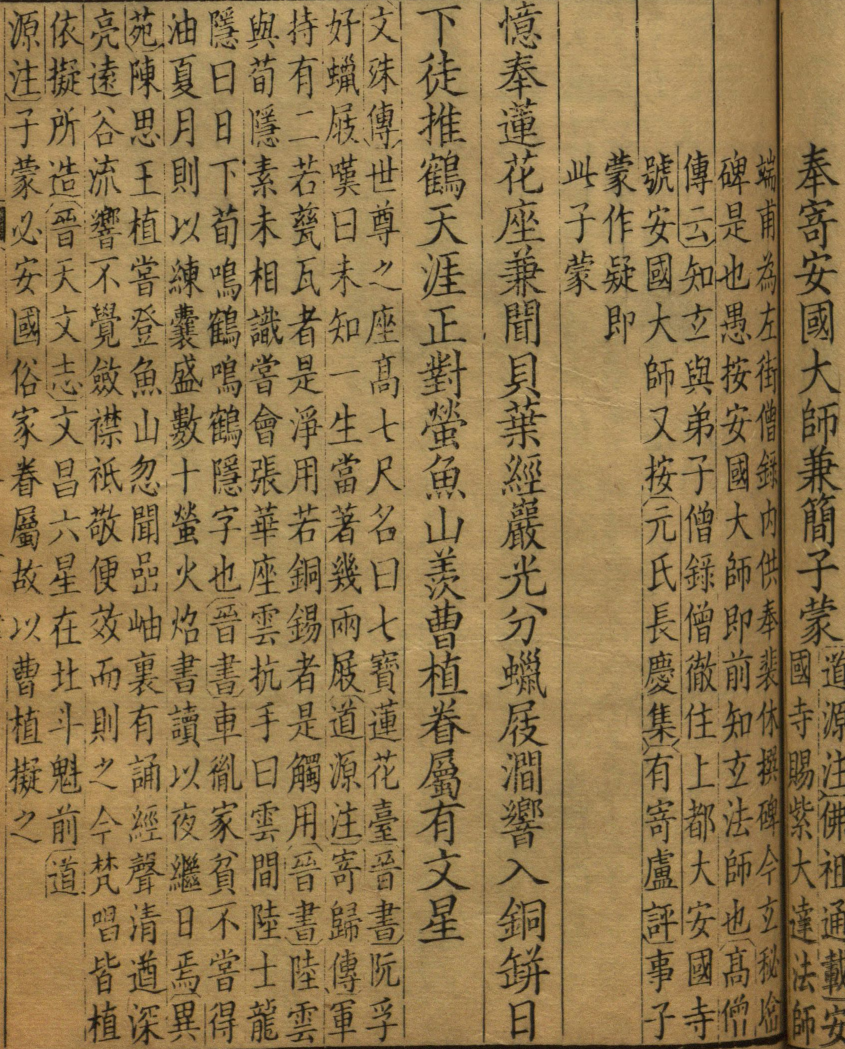 奉寄安國大師兼簡子蒙
道源注佛祖通載安
國寺賜紫大達法師
端甫為左街僧録内供奉裴休撰碑今玄秘塔
碑是也愚按安國大師即前知玄法師也髙僧
傳云知玄與弟子僧錄僧徹住上都大安國寺
號安國大師又按元氏長慶集有寄盧評事子
蒙作疑即
此子蒙
憶奉蓮花座兼聞貝葉經巖光分蠟屐澗響入銅缾日
下徒推鶴天涯正對螢魚山羨曹植眷屬有文星
文殊傳世尊之座髙七尺名曰七寶蓮花臺晉書阮孚
好蠟屐嘆曰未知一生當著幾兩屐道源注寄歸傳軍
持有二若甆瓦者是淨用若銅錫者是觸用晉書陸雲
與荀隱素未相識嘗會張華座雲抗手曰雲間陸士龍
隱曰日下荀鳴鶴鳴鶴隱字也晉書車胤家貧不嘗得
油夏月則以練囊盛數十螢火炤書讀以夜繼日焉異
苑陳思王植嘗登魚山忽聞嵒岫裏有誦經聲清遒深
亮遠谷流響不覺斂襟祗敬便效而則之今梵唱皆植
依擬所造晉天文志文昌六星在北斗魁前道
源注子蒙必安國俗家眷屬故以曹植擬之